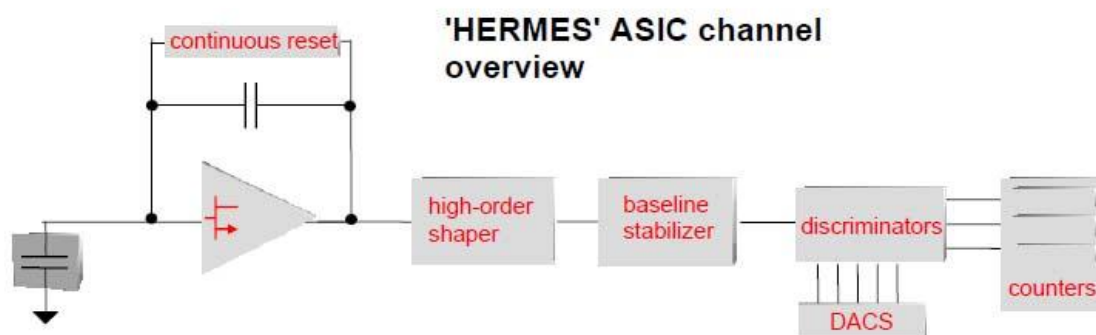 'HERMES' ASIC channel
overview
continuous reset
high-order
shaper
baseline
stabilizer
discriminators
counters
DACS